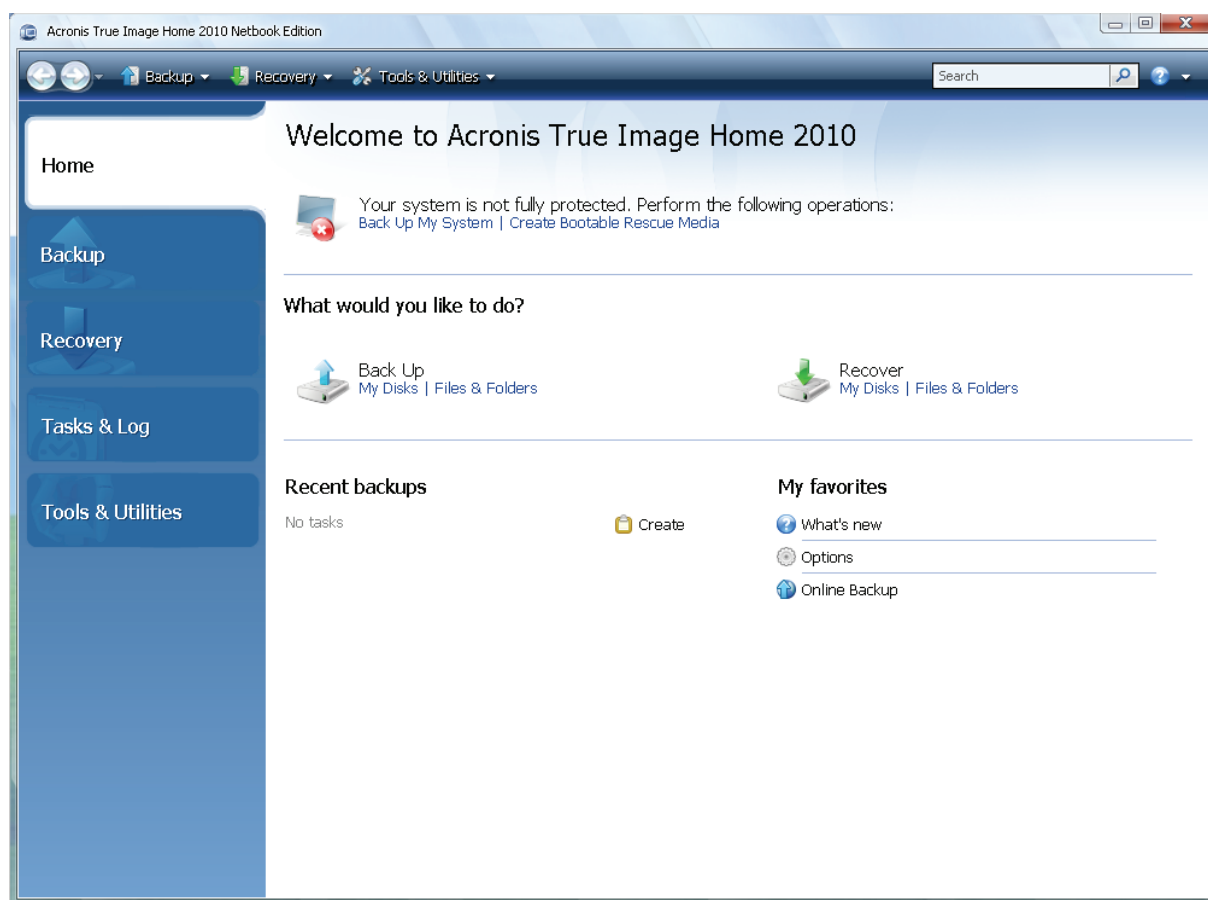 Acronis True Image Home 2010 Netbook Edition
Backup Recovery Tools & Utilities Search
Welcome to Acronis True Image Home 2010
Home
Your system is not fully protected. Perform the following operations:
Back Up My System | Create Bootable Rescue Media
Backup
What would you like to do?
Recovery
Back Up
My Disks | Files & Folders
Recover
My Disks | Files & Folders
Tasks & Log
Tools & Utilities
Recent backups
No tasks
Create
My favorites
What's new
Options
Online Backup